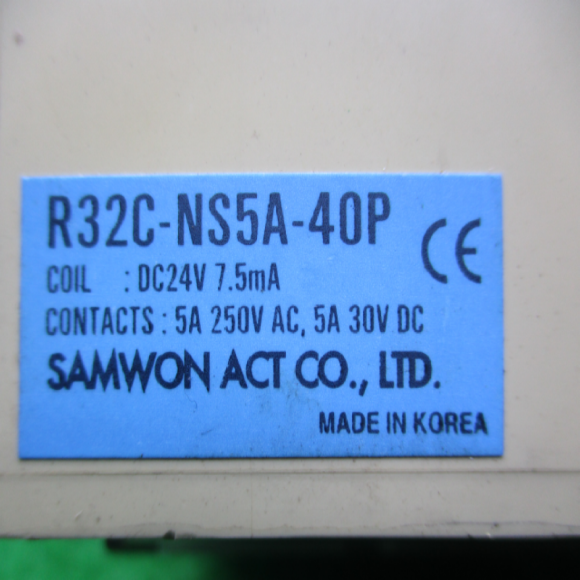 R32C-NS5A-40P
CE
COIL : DC24V 7.5mA
CONTACTS : 5A 250V AC, 5A 30V DC
SAMWON ACT CO., LTD.
MADE IN KOREA